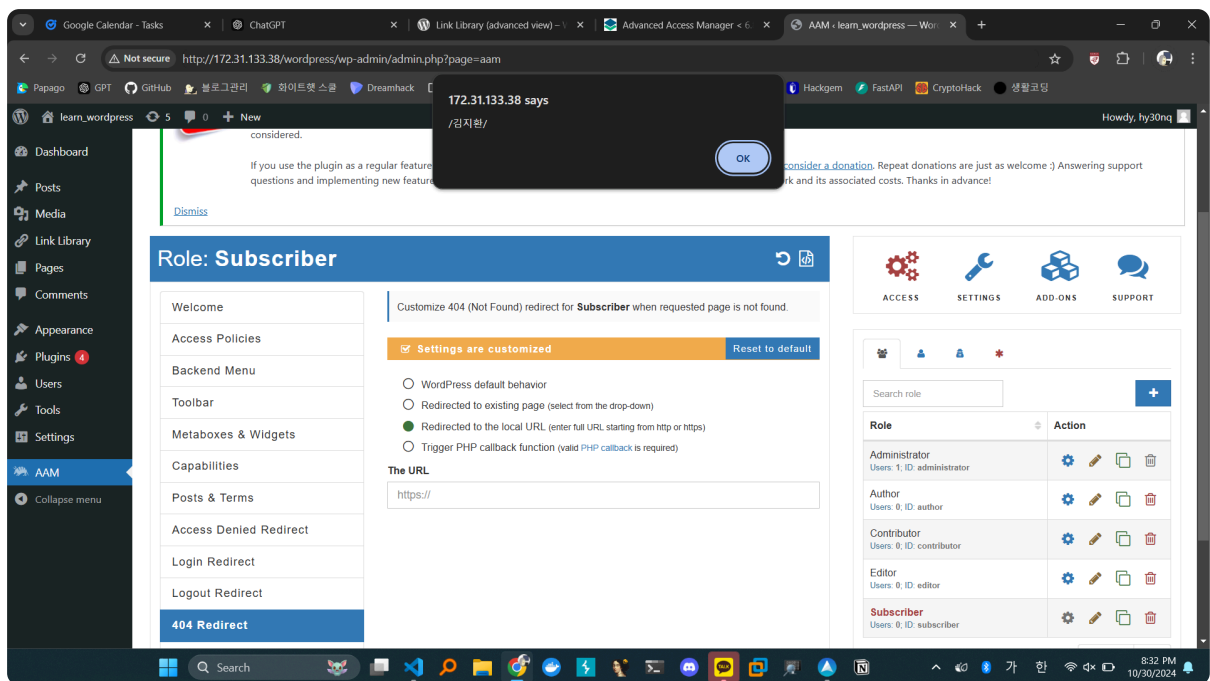 Google Calendar - Tasks
ChatGPT
Link Library (advanced view) –
Advanced Access Manager < 6.
AAM ‹ learn_wordpress — Wor
Not secure
http://172.31.133.38/wordpress/wp-admin/admin.php?page=aam
Papago
GPT
GitHub
블로그관리
화이트햇 스쿨
Dreamhack
Hackgem
FastAPI
CryptoHack
생활코딩
172.31.133.38 says
/김지환/
OK
learn_wordpress
5
0
+ New
Howdy, hy30nq
Dashboard
Posts
Media
Link Library
Pages
Comments
Appearance
Plugins 4
Users
Tools
Settings
AAM
Collapse menu
considered.
If you use the plugin as a regular feature
consider a donation. Repeat donations are just as welcome :) Answering support
questions and implementing new feature
rk and its associated costs. Thanks in advance!
Dismiss
Role: Subscriber
Welcome
Access Policies
Backend Menu
Toolbar
Metaboxes & Widgets
Capabilities
Posts & Terms
Access Denied Redirect
Login Redirect
Logout Redirect
404 Redirect
Customize 404 (Not Found) redirect for Subscriber when requested page is not found.
Settings are customized
Reset to default
WordPress default behavior
Redirected to existing page (select from the drop-down)
Redirected to the local URL (enter full URL starting from http or https)
Trigger PHP callback function (valid PHP callback is required)
The URL
https://
ACCESS
SETTINGS
ADD-ONS
SUPPORT
Search role
Role
Action
Administrator
Users: 1; ID: administrator
Author
Users: 0; ID: author
Contributor
Users: 0; ID: contributor
Editor
Users: 0; ID: editor
Subscriber
Users: 0; ID: subscriber
Search
TALK
가
한
8:32 PM
10/30/2024